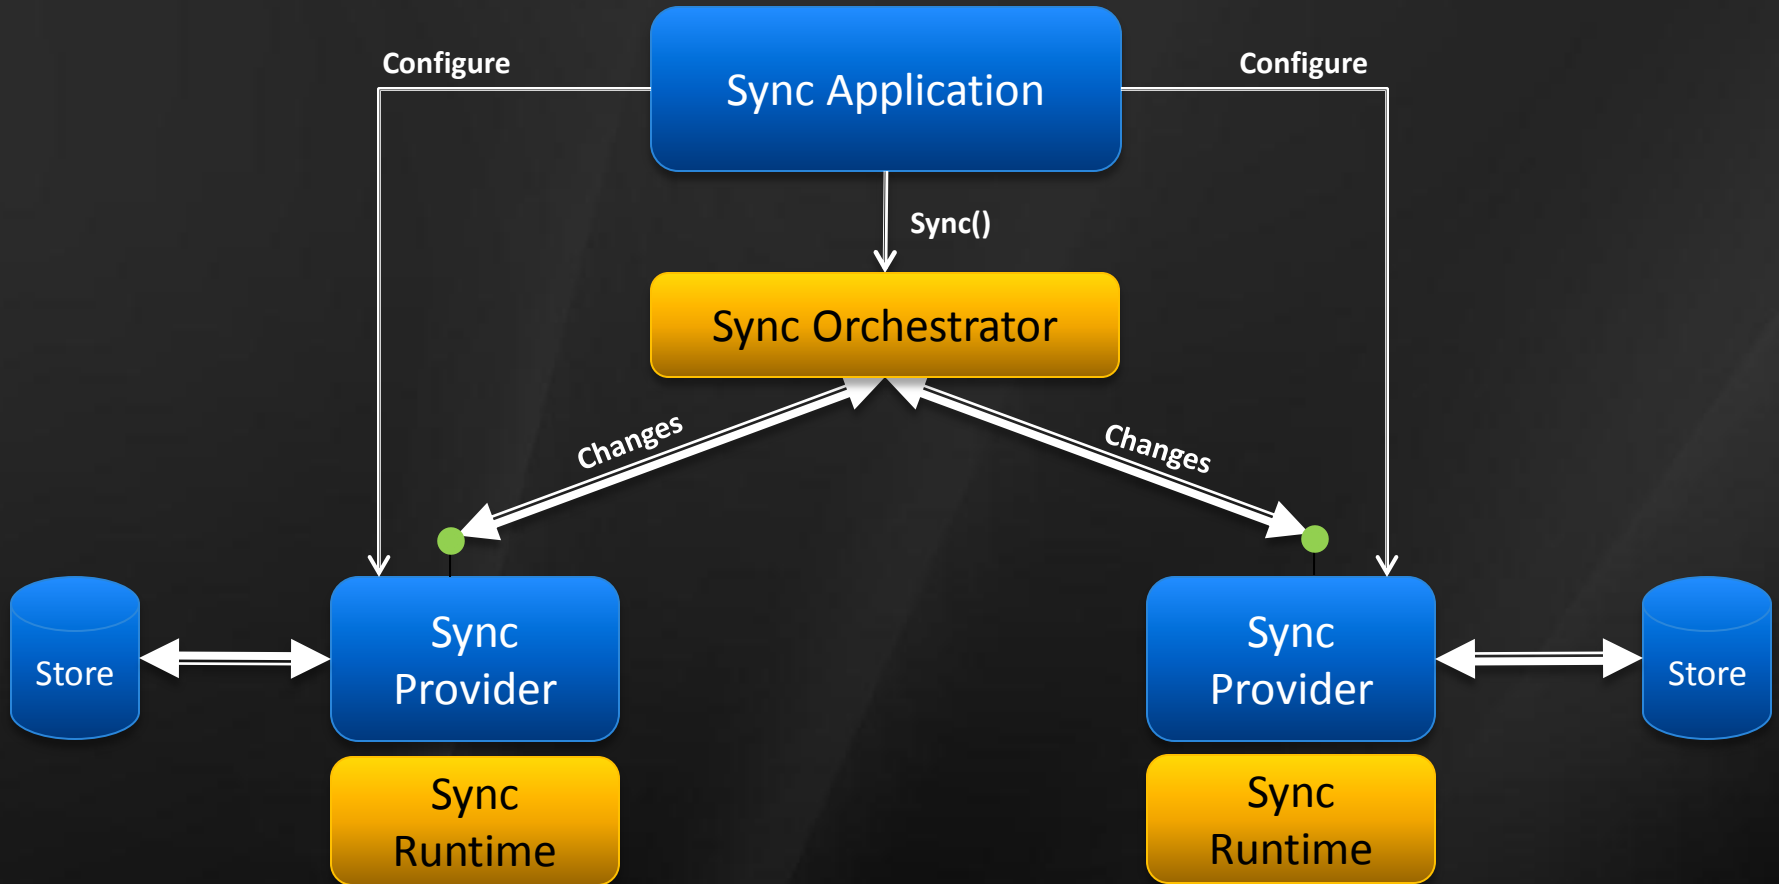 Configure
Sync Application
Configure
Sync()
Sync Orchestrator
Changes
Changes
Store
Sync
Provider
Sync
Provider
Store
Sync
Runtime
Sync
Runtime